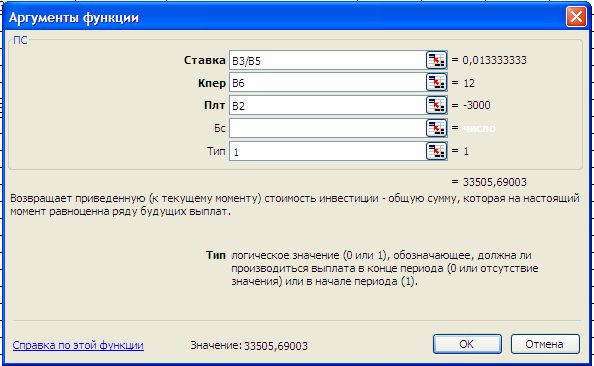 Аргументы функции
ПС
Ставка B3/B5 = 0,013333333
Кпер B6 = 12
Плт B2 = -3000
Бс = число
Тип 1 = 1
= 33505,69003
Возвращает приведенную (к текущему моменту) стоимость инвестиции - общую сумму, которая на настоящий
момент равноценна ряду будущих выплат.
Тип логическое значение (0 или 1), обозначающее, должна ли
производиться выплата в конце периода (0 или отсутствие
значения) или в начале периода (1).
Справка по этой функции Значение:33505,69003 ОК Отмена